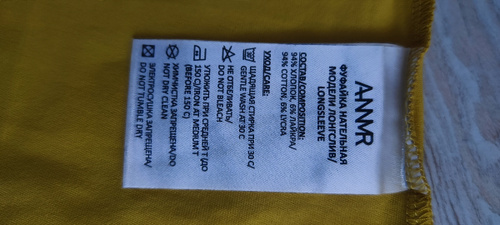 ANNMR
ФУФАЙКА НАТЕЛЬНАЯ
МОДЕЛИ ЛОНГСЛИВ/
LONGSLEEVE
СОСТАВ/COMPOSITION:
94% ХЛОПОК, 6% ЛАЙКРА/
94% COTTON, 6% LYCRA
УХОД/CARE:
ЩАДЯЩАЯ СТИРКА ПРИ 30 С/
GENTLE WASH AT 30 C
НЕ ОТБЕЛИВАТЬ/
DO NOT BLEACH
УТЮЖИТЬ ПРИ СРЕДНЕЙ Т (ДО
150 С)/IRON AT MEDIUM T
(BEFORE 150 C)
ХИМЧИСТКА ЗАПРЕЩЕНА/DO
NOT DRY CLEAN
ЭЛЕКТРОСУШКА ЗАПРЕЩЕНА/
DO NOT TUMBLE DRY